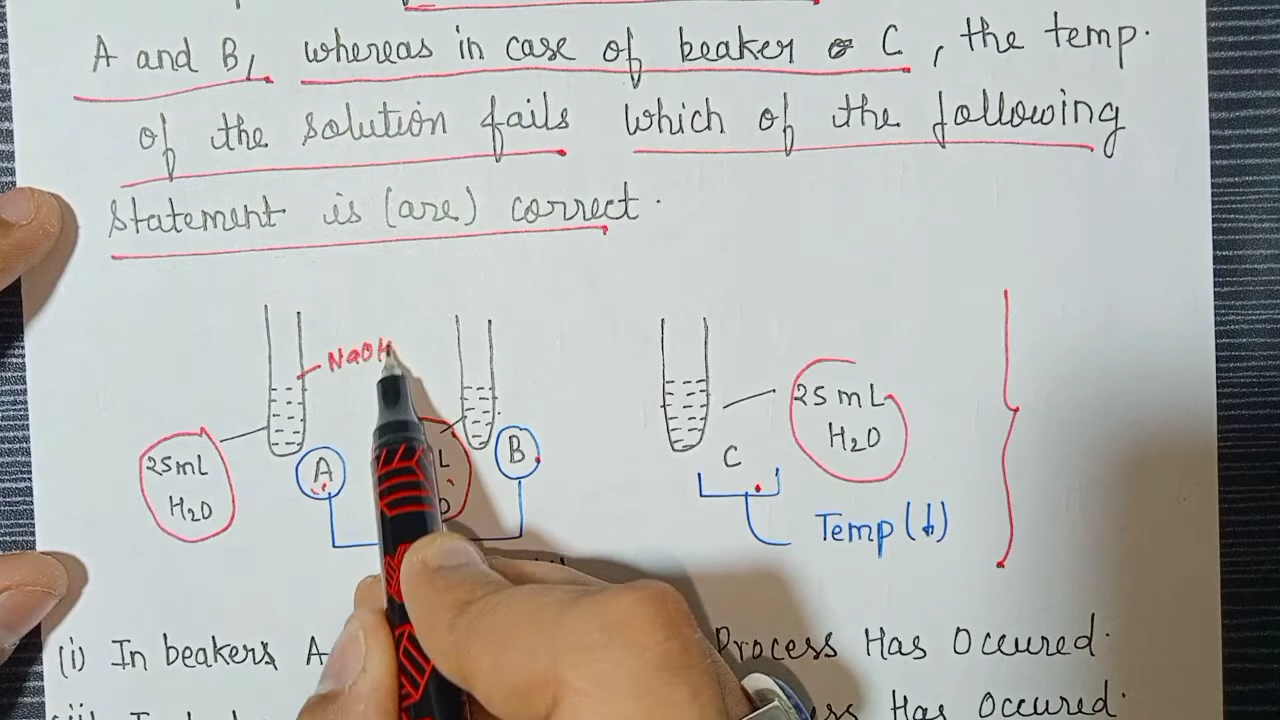 A and B, whereas in case of beaker C, the temp.
of the solution fails which of the following
statement is (are) correct.
NaOH
25mL
H2O
A
L
B
C
25 mL
H2O
Temp (↓)
(i) In beakers A Process Has Occured.
Has Occured.